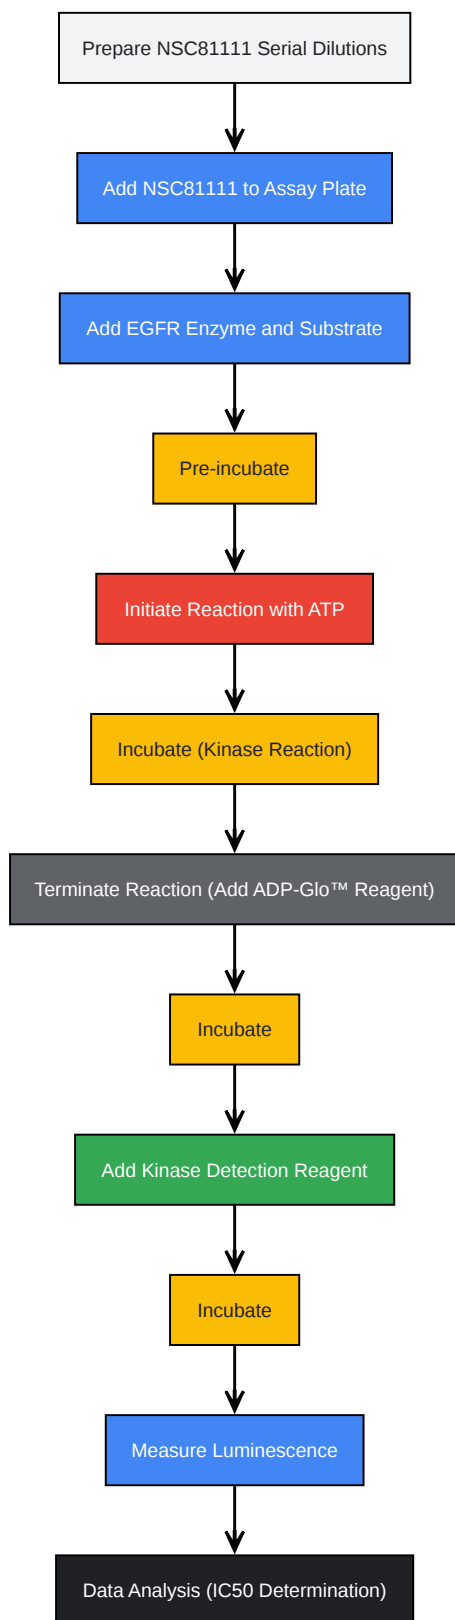 Prepare NSC81111 Serial Dilutions
Add NSC81111 to Assay Plate
Add EGFR Enzyme and Substrate
Pre-incubate
Initiate Reaction with ATP
Incubate (Kinase Reaction)
Terminate Reaction (Add ADP-Glo™ Reagent)
Incubate
Add Kinase Detection Reagent
Incubate
Measure Luminescence
Data Analysis (IC50 Determination)